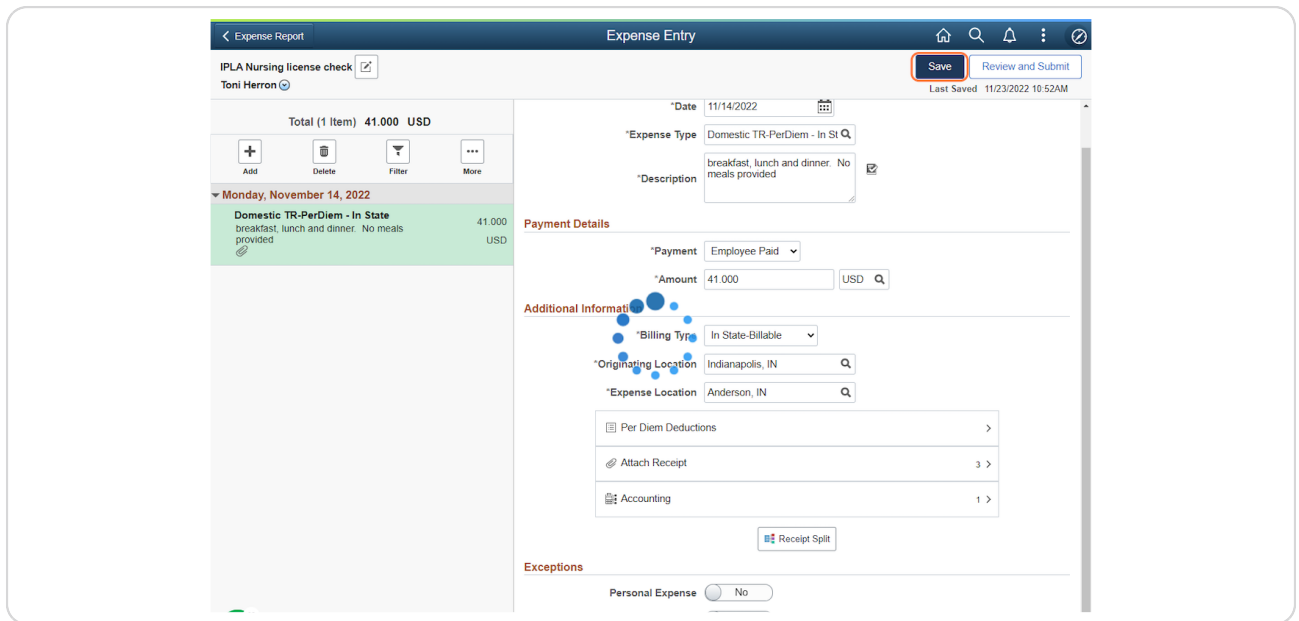 Expense Report
Expense Entry
IPLA Nursing license check
Toni Herron
Save
Review and Submit
Last Saved 11/23/2022 10:52AM
Total (1 Item) 41.000 USD
Add
Delete
Filter
More
Monday, November 14, 2022
Domestic TR-PerDiem - In State
breakfast, lunch and dinner. No meals
provided
41.000
USD
*Date 11/14/2022
*Expense Type Domestic TR-PerDiem - In St
*Description
breakfast, lunch and dinner. No
meals provided
Payment Details
*Payment Employee Paid
*Amount 41.000 USD
Additional Information
*Billing Type In State-Billable
*Originating Location Indianapolis, IN
*Expense Location Anderson, IN
Per Diem Deductions
Attach Receipt 3
Accounting 1
Receipt Split
Exceptions
Personal Expense No